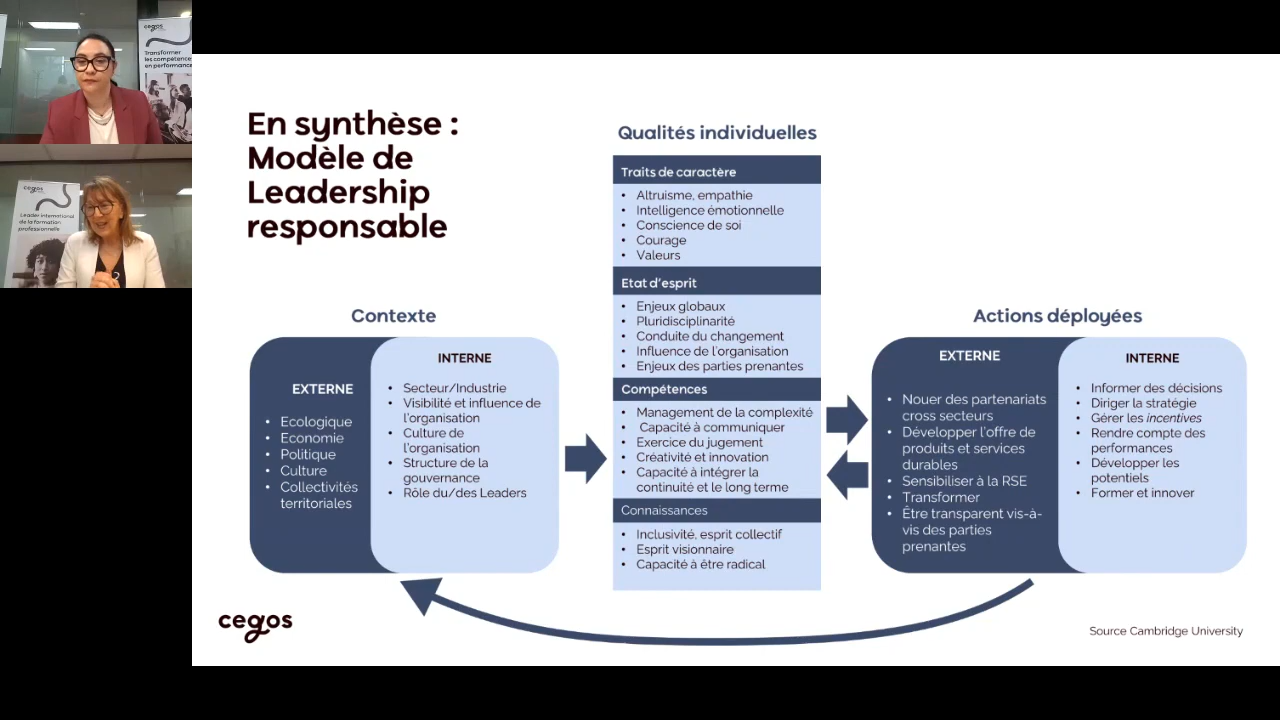 cegos
Transformer
les compétences
en performance
cegos
Leader international
de la formation
professionnelle
En synthèse :
Modèle de
Leadership
responsable
Contexte
EXTERNE
• Ecologique
• Economie
• Politique
• Culture
• Collectivités
territoriales
INTERNE
• Secteur/Industrie
• Visibilité et influence de
l'organisation
• Culture de
l'organisation
• Structure de la
gouvernance
• Rôle du/des Leaders
Qualités individuelles
Traits de caractère
• Altruisme, empathie
• Intelligence émotionnelle
• Conscience de soi
• Courage
• Valeurs
Etat d'esprit
• Enjeux globaux
• Pluridisciplinarité
• Conduite du changement
• Influence de l'organisation
• Enjeux des parties prenantes
Compétences
• Management de la complexité
• Capacité à communiquer
• Exercice du jugement
• Créativité et innovation
• Capacité à intégrer la
continuité et le long terme
Connaissances
• Inclusivité, esprit collectif
• Esprit visionnaire
• Capacité à être radical
Actions déployées
EXTERNE
• Nouer des partenariats
cross secteurs
• Développer l'offre de
produits et services
durables
• Sensibiliser à la RSE
• Transformer
• Être transparent vis-à-
vis des parties
prenantes
INTERNE
• Informer des décisions
• Diriger la stratégie
• Gérer les incentives
• Rendre compte des
performances
• Développer les
potentiels
• Former et innover
cegos
Source Cambridge University